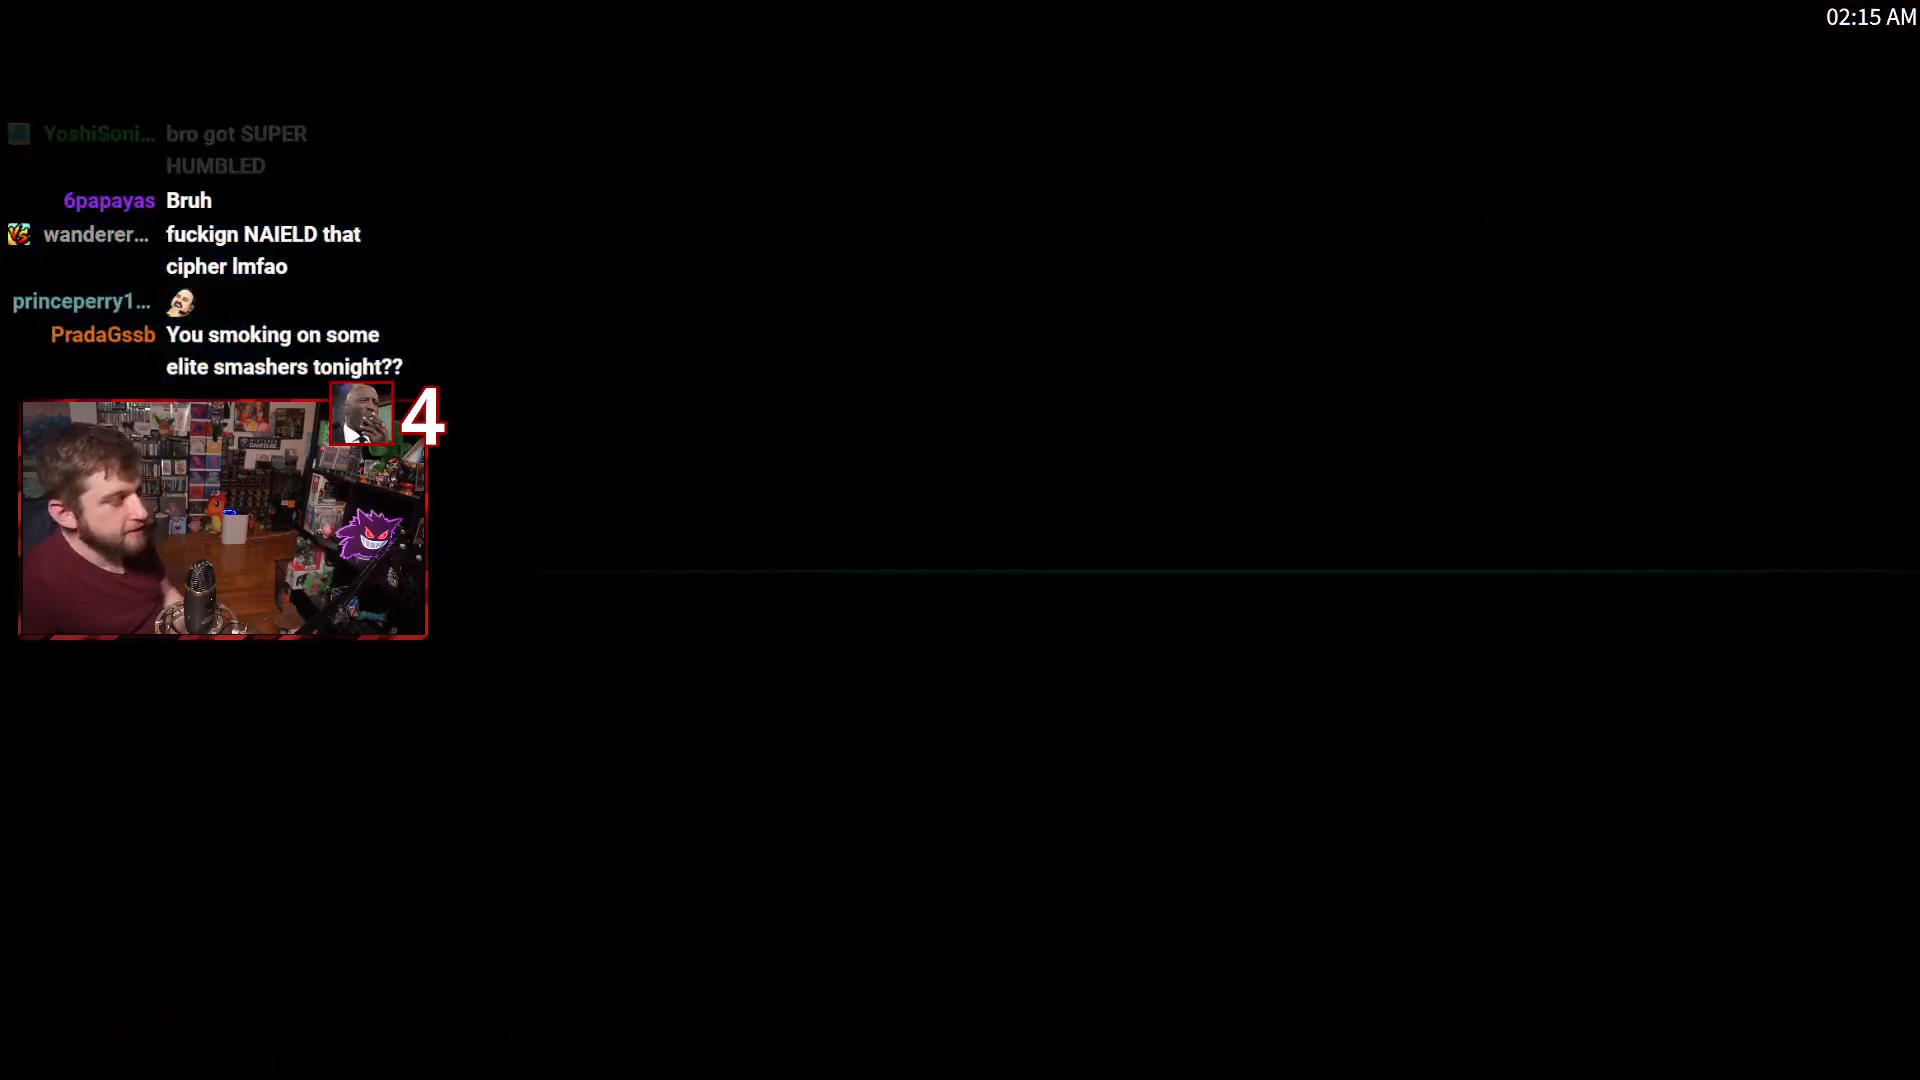 02:15 AM
YoshiSoni... bro got SUPER
HUMBLED
6papayas Bruh
wanderer... fuckign NAIELD that
cipher lmfao
princeperry1...
PradaGssb You smoking on some
elite smashers tonight??
4